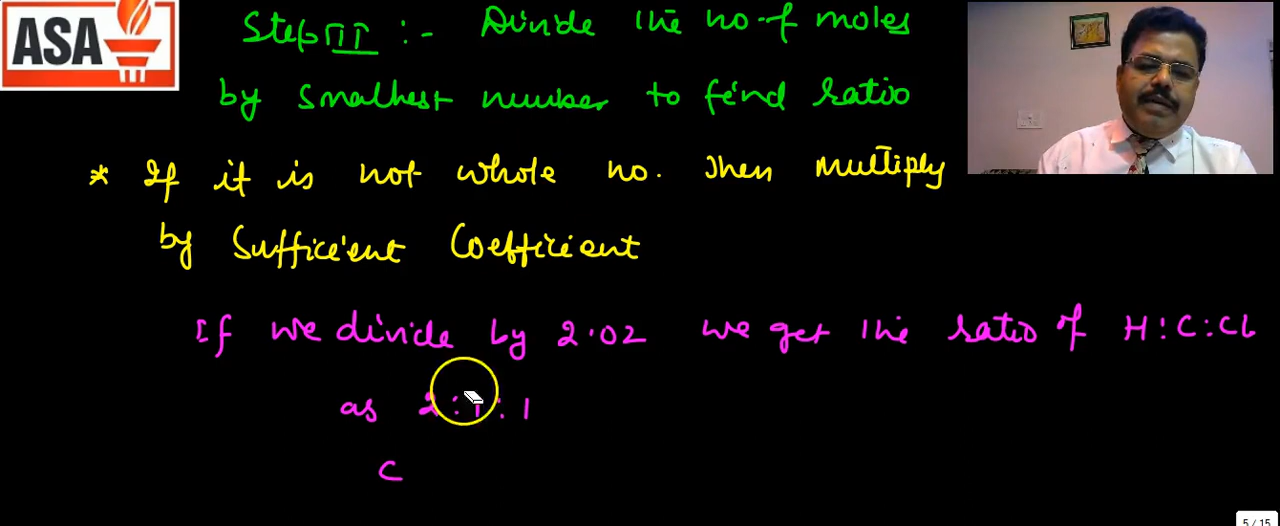 ASA
Step III :- Divide the no. of moles
by smallest number to find ratio
* If it is not whole no. then multiply
by Sufficient Coefficient
If we divide by 2.02 we get the ratio of H:C:Cl
as 2:1:1
C
5 / 15